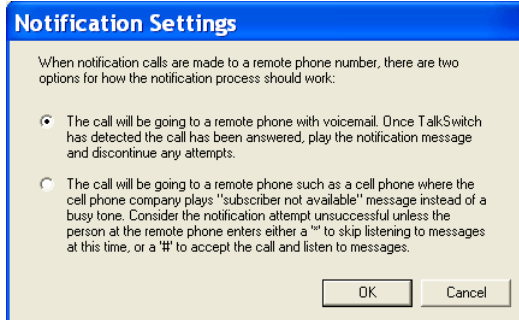 Notification Settings
When notification calls are made to a remote phone number, there are two
options for how the notification process should work:
The call will be going to a remote phone with voicemail. Once TalkSwitch
has detected the call has been answered, play the notification message
and discontinue any attempts.
The call will be going to a remote phone such as a cell phone where the
cell phone company plays "subscriber not available" message instead of a
busy tone. Consider the notification attempt unsuccessful unless the
person at the remote phone enters either a '*' to skip listening to messages
at this time, or a '#' to accept the call and listen to messages.
OK Cancel